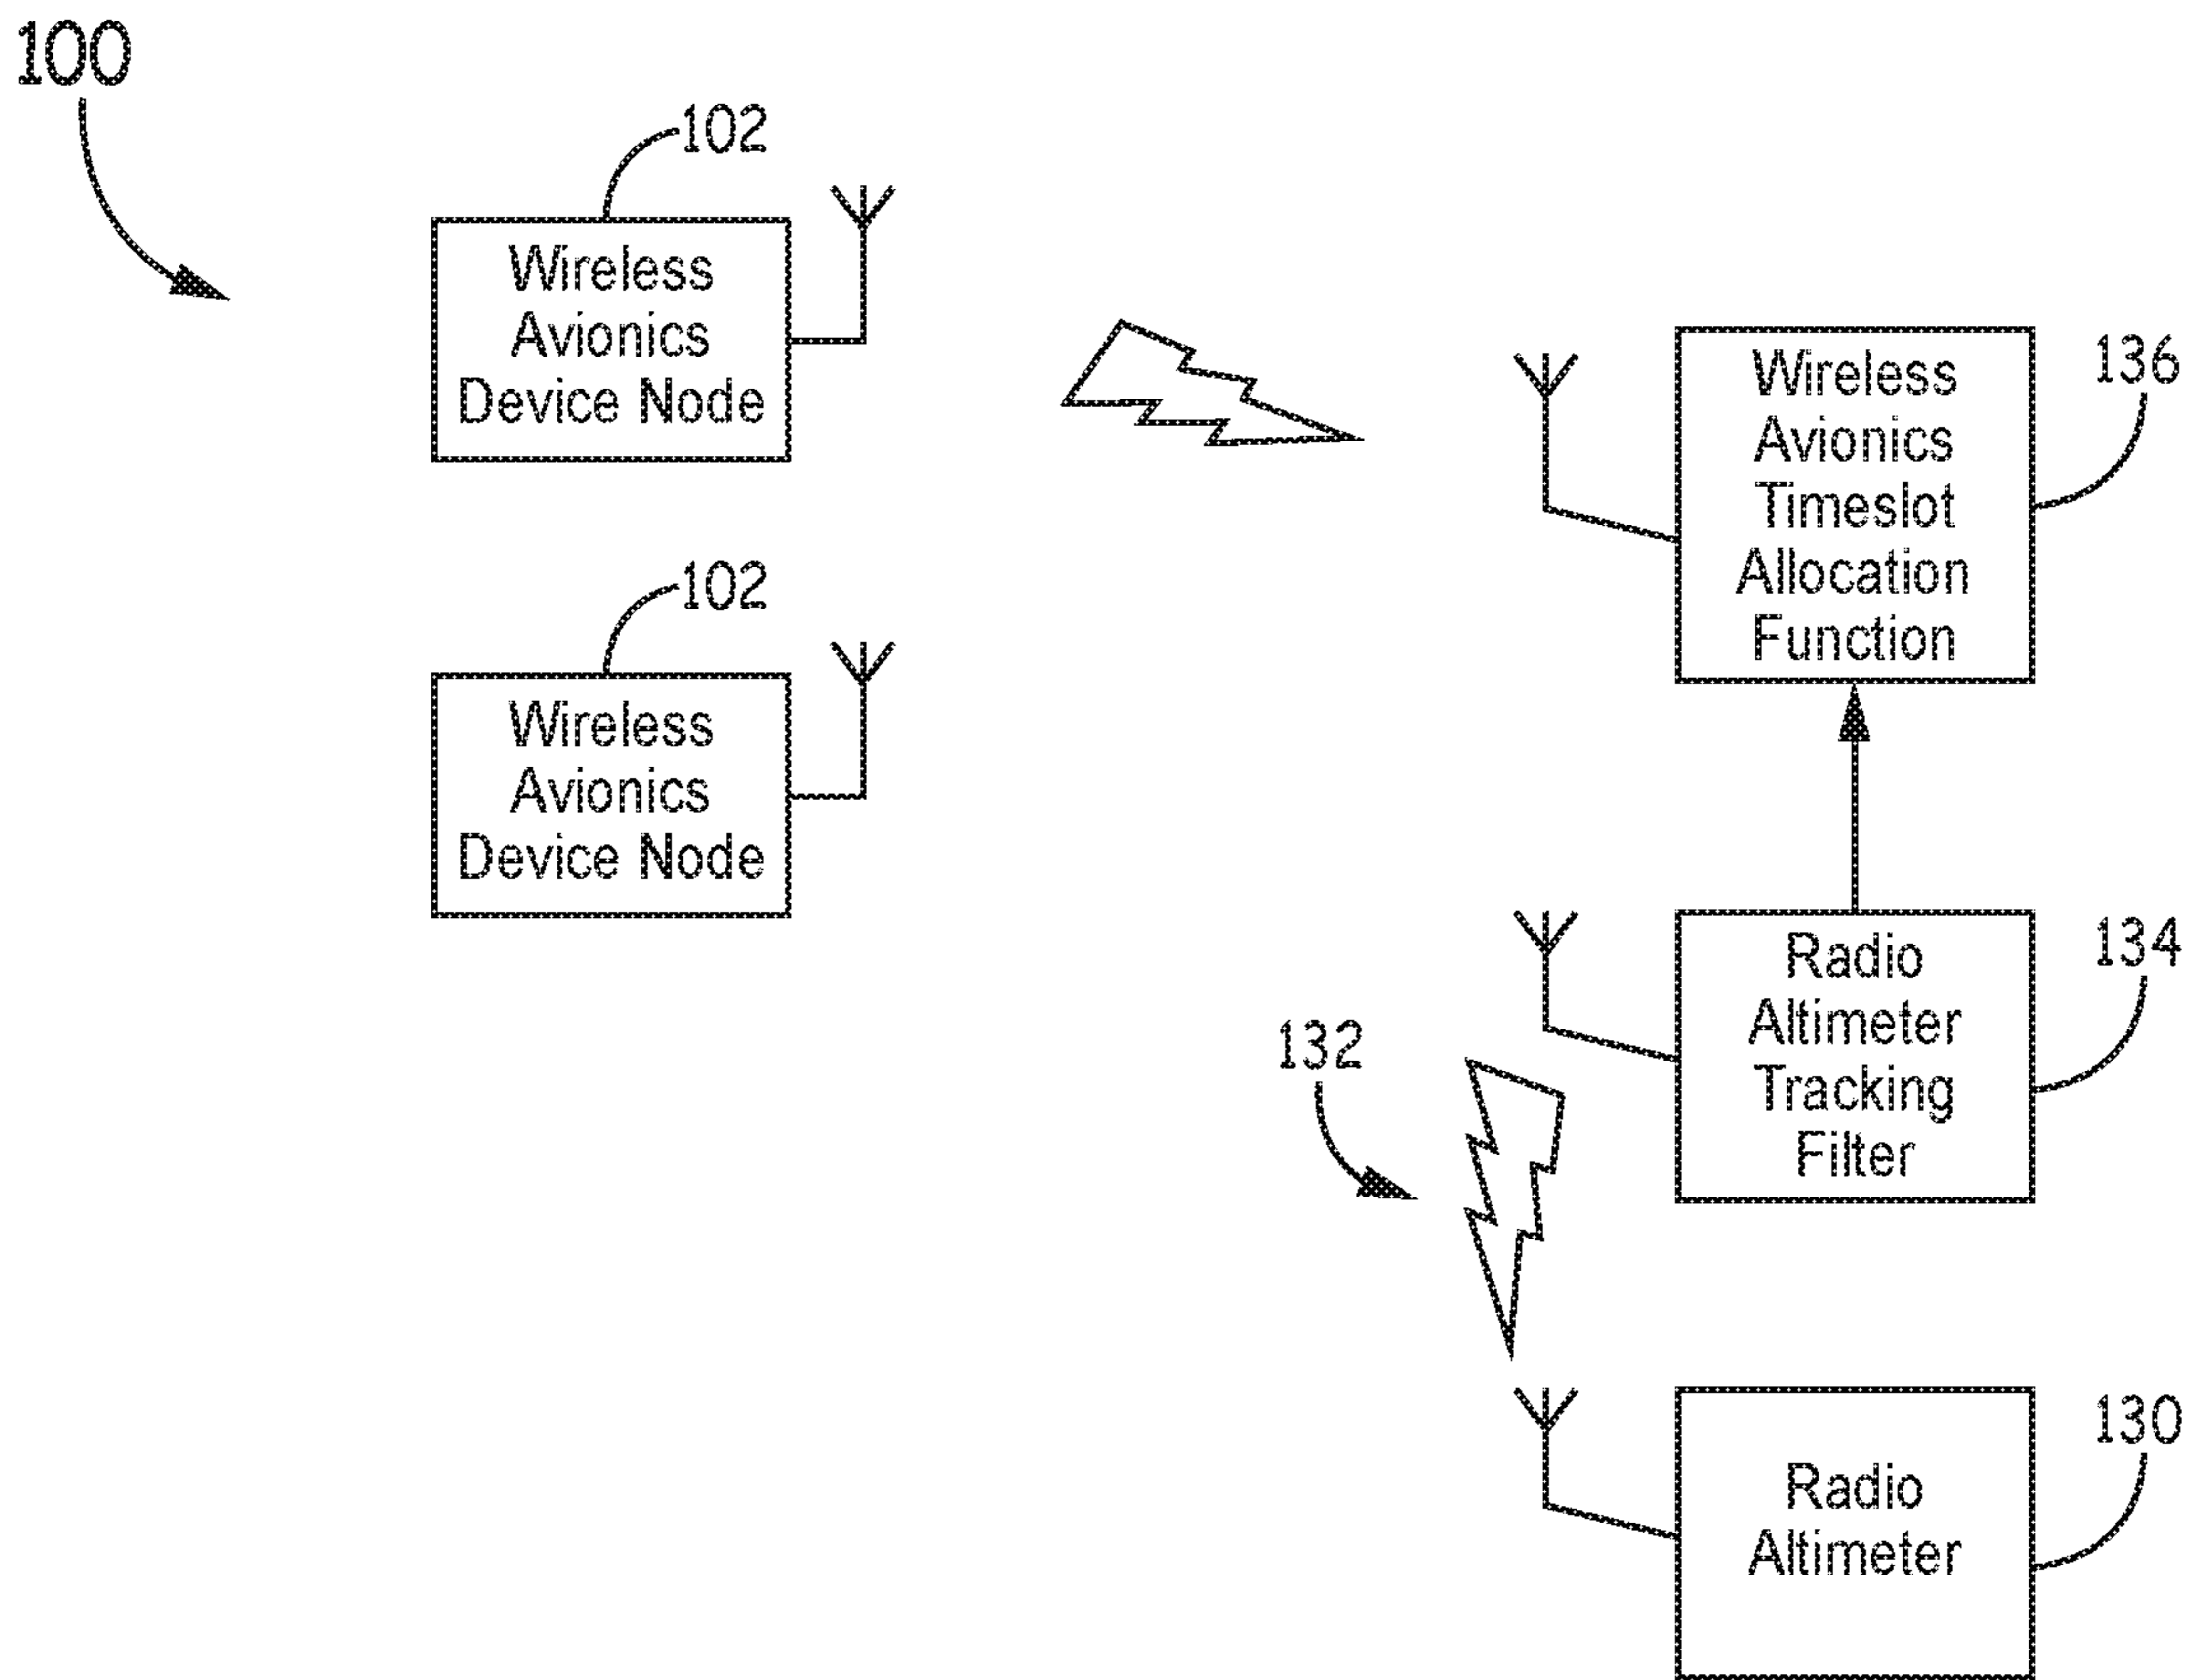 100
102
Wireless
Avionics
Device Node
102
Wireless
Avionics
Device Node
136
Wireless
Avionics
Timeslot
Allocation
Function
134
Radio
Altimeter
Tracking
Filter
132
130
Radio
Altimeter